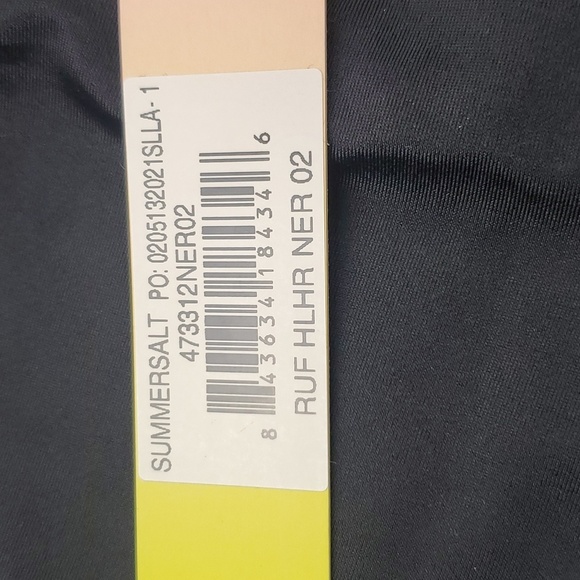 SUMMERSALT PO: 0205132021SLLA-1
473312NER02
8 43634 18434 6
RUF HLHR NER 02